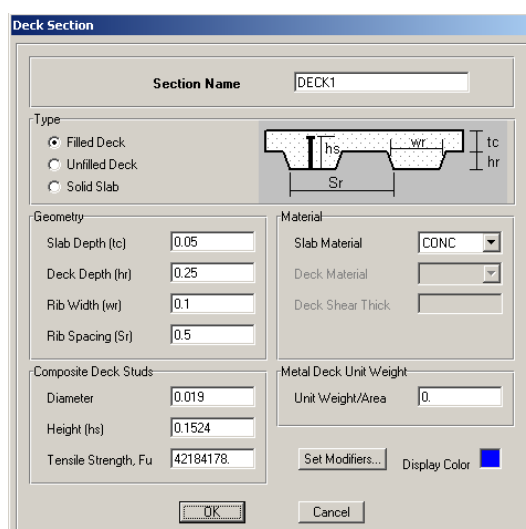 Deck Section
Section Name DECK1
Type
Filled Deck
Unfilled Deck
Solid Slab
hs wr tc
hr
Sr
Geometry
Slab Depth (tc) 0.05
Deck Depth (hr) 0.25
Rib Width (wr) 0.1
Rib Spacing (Sr) 0.5
Material
Slab Material CONC
Deck Material
Deck Shear Thick
Composite Deck Studs
Diameter 0.019
Height (hs) 0.1524
Tensile Strength, Fu 42184178.
Metal Deck Unit Weight
Unit Weight/Area 0.
Set Modifiers... Display Color
OK Cancel